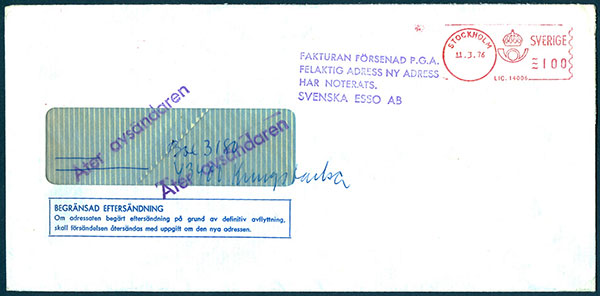 STOCKHOLM
11.3.76
SVERIGE
100
LIC. 14006
FAKTURAN FÖRSENAD P.G.A.
FELAKTIG ADRESS NY ADRESS
HAR NOTERATS.
SVENSKA ESSO AB
Åter avsändaren
Åter avsändaren
Box
Kungsbacka
BEGRÄNSAD EFTERSÄNDNING
Om adressaten begärt eftersändning på grund av definitiv avflyttning,
skall försändelsen återsändas med uppgift om den nya adressen.